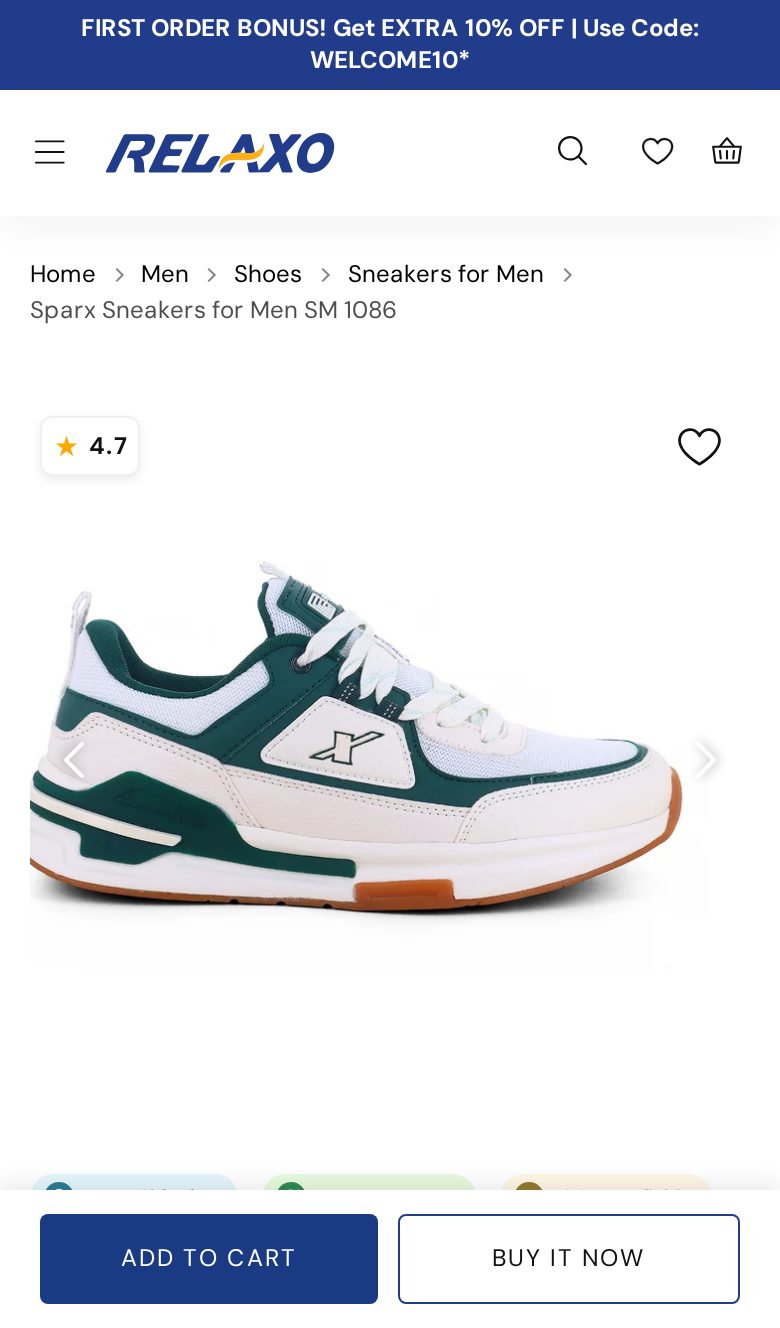 FIRST ORDER BONUS! Get EXTRA 10% OFF | Use Code:
WELCOME10*
RELAXO
Home > Men > Shoes > Sneakers for Men >
Sparx Sneakers for Men SM 1086
★ 4.7
ADD TO CART
BUY IT NOW